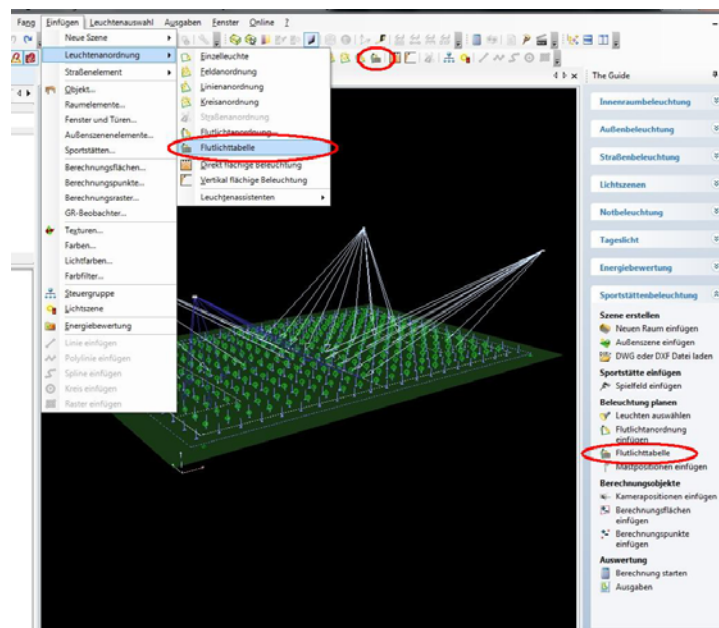 Fang Einfügen Leuchtenauswahl Ausgaben Fenster Online ?
Neue Szene
Leuchtenanordnung
Straßenelement
Objekt...
Raumelemente...
Fenster und Türen...
Außenszenenelemente...
Sportstätten...
Berechnungsflächen...
Berechnungspunkte...
Berechnungsraster...
GR-Beobachter...
Texturen...
Farben...
Lichtfarben...
Farbfilter...
Steuergruppe
Lichtszene
Energiebewertung
Linie einfügen
Polylinie einfügen
Spline einfügen
Kreis einfügen
Raster einfügen
Einzelleuchte
Feldanordnung
Linienanordnung
Kreisanordnung
Straßenanordnung
Flutlichtanordnung
Flutlichttabelle
Direkt flächige Beleuchtung
Vertikal flächige Beleuchtung
Leuchtenassistenten
The Guide
Innenraumbeleuchtung
Außenbeleuchtung
Straßenbeleuchtung
Lichtszenen
Notbeleuchtung
Tageslicht
Energiebewertung
Sportstättenbeleuchtung
Szene erstellen
Neuen Raum einfügen
Außenszene einfügen
DWG oder DXF Datei laden
Sportstätte einfügen
Spielfeld einfügen
Beleuchtung planen
Leuchten auswählen
Flutlichtanordnung
einfügen
Flutlichttabelle
Mastpositionen einfügen
Berechnungsobjekte
Kamerapositionen einfügen
Berechnungsflächen
einfügen
Berechnungspunkte
einfügen
Auswertung
Berechnung starten
Ausgaben